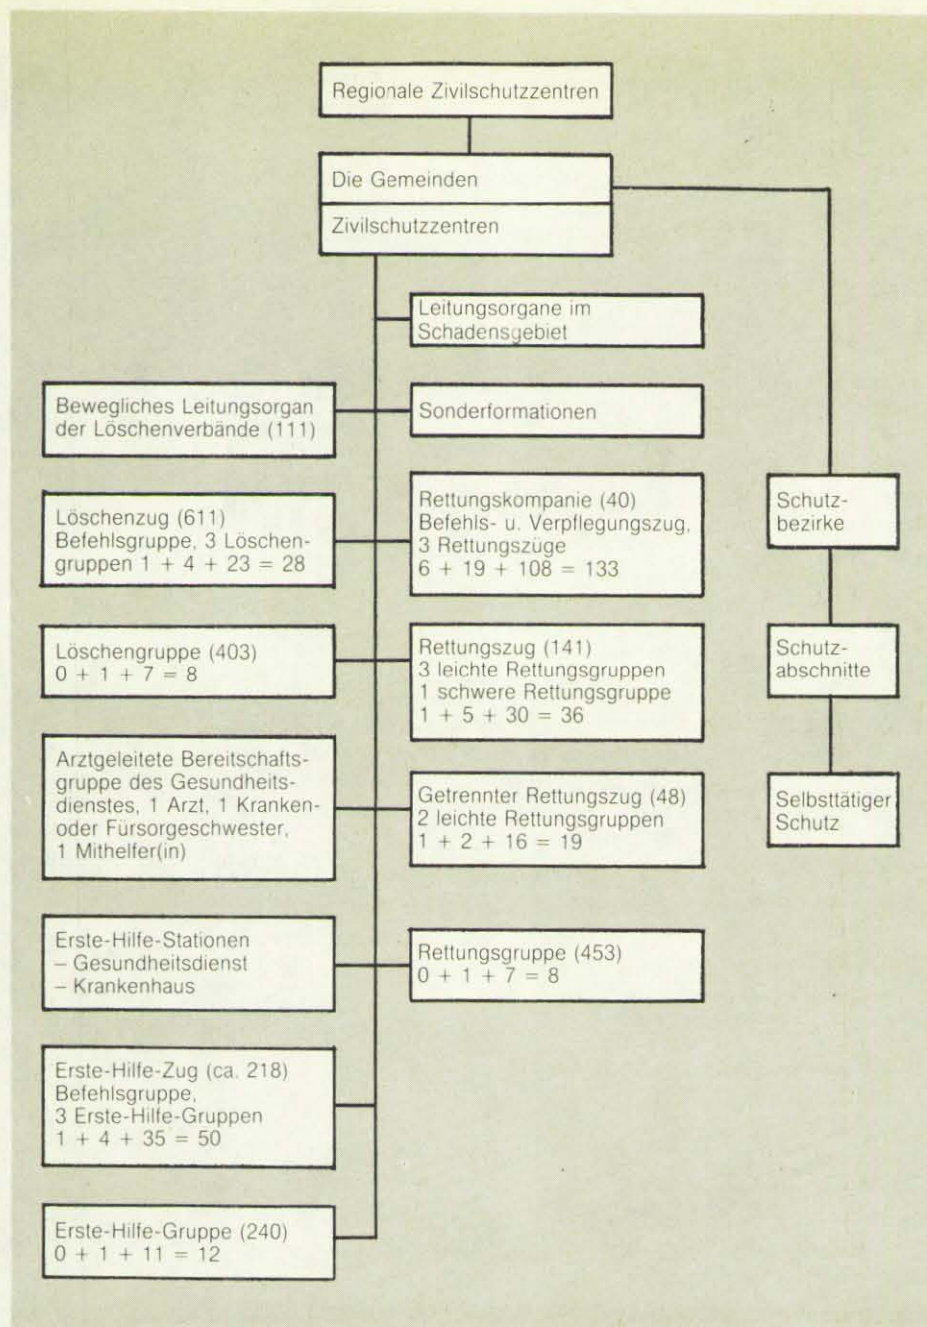 Regionale Zivilschutzzentren
Die Gemeinden
Zivilschutzzentren
Leitungsorgane im
Schadensgebiet
Bewegliches Leitungsorgan
der Löschenverbände (111)
Sonderformationen
Löschenzug (611)
Befehlsgruppe, 3 Löschen-
gruppen 1 + 4 + 23 = 28
Rettungskompanie (40)
Befehls- u. Verpflegungszug,
3 Rettungszüge
6 + 19 + 108 = 133
Schutz-
bezirke
Löschengruppe (403)
0 + 1 + 7 = 8
Rettungszug (141)
3 leichte Rettungsgruppen
1 schwere Rettungsgruppe
1 + 5 + 30 = 36
Schutz-
abschnitte
Arztgeleitete Bereitschafts-
gruppe des Gesundheits-
dienstes, 1 Arzt, 1 Kranken-
oder Fürsorgeschwester,
1 Mithelfer(in)
Getrennter Rettungszug (48)
2 leichte Rettungsgruppen
1 + 2 + 16 = 19
Selbsttätiger
Schutz
Erste-Hilfe-Stationen
– Gesundheitsdienst
– Krankenhaus
Rettungsgruppe (453)
0 + 1 + 7 = 8
Erste-Hilfe-Zug (ca. 218)
Befehlsgruppe,
3 Erste-Hilfe-Gruppen
1 + 4 + 35 = 50
Erste-Hilfe-Gruppe (240)
0 + 1 + 11 = 12